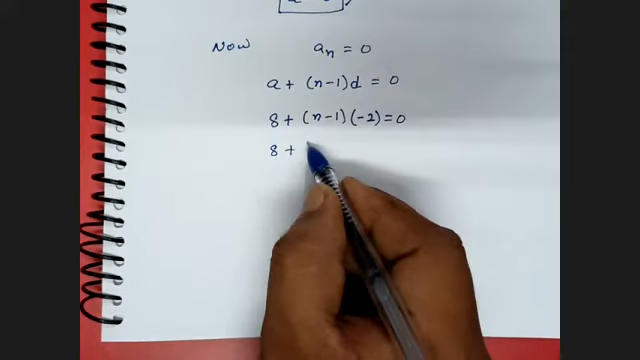 Now aₙ = 0
a + (n-1)d = 0
8 + (n-1)(-2) = 0
8 +